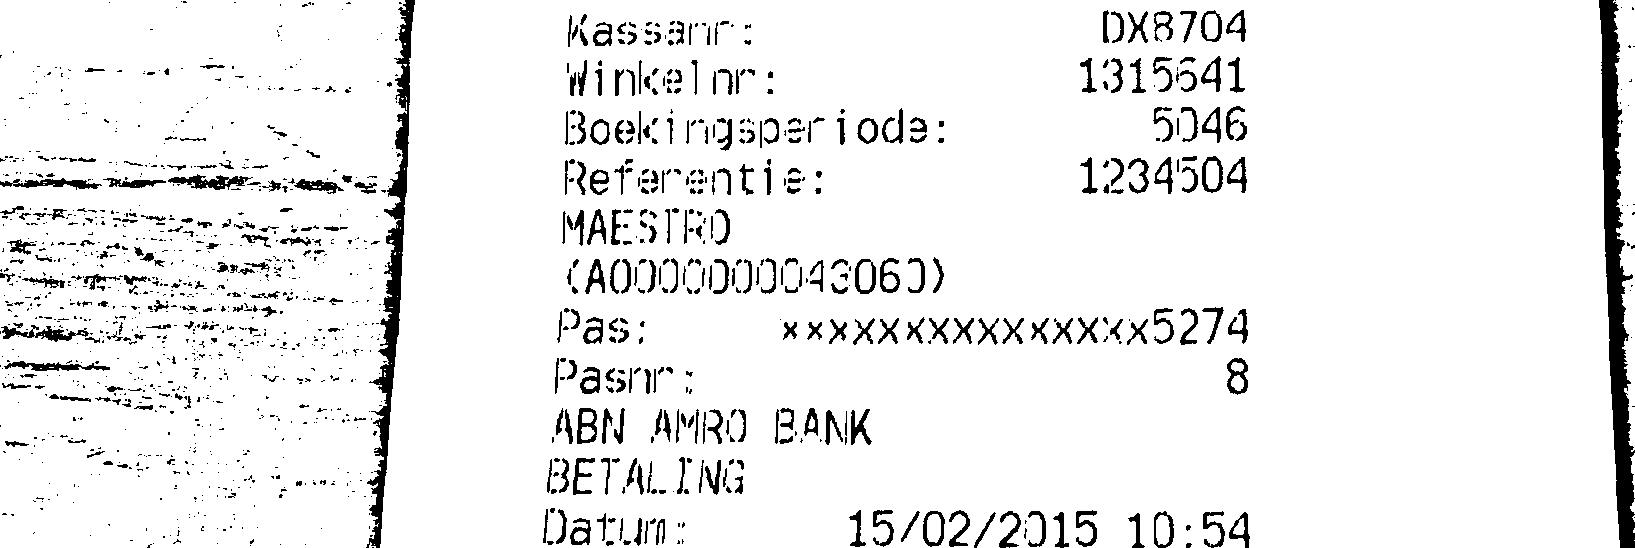 Kassanr: DX8704
Winkelnr: 1315641
Boekingsperiode: 5046
Referentie: 1234504
MAESTRO
(A0000000043060)
Pas: xxxxxxxxxxxxxxx5274
Pasnr: 8
ABN AMRO BANK
BETALING
Datum: 15/02/2015 10:54